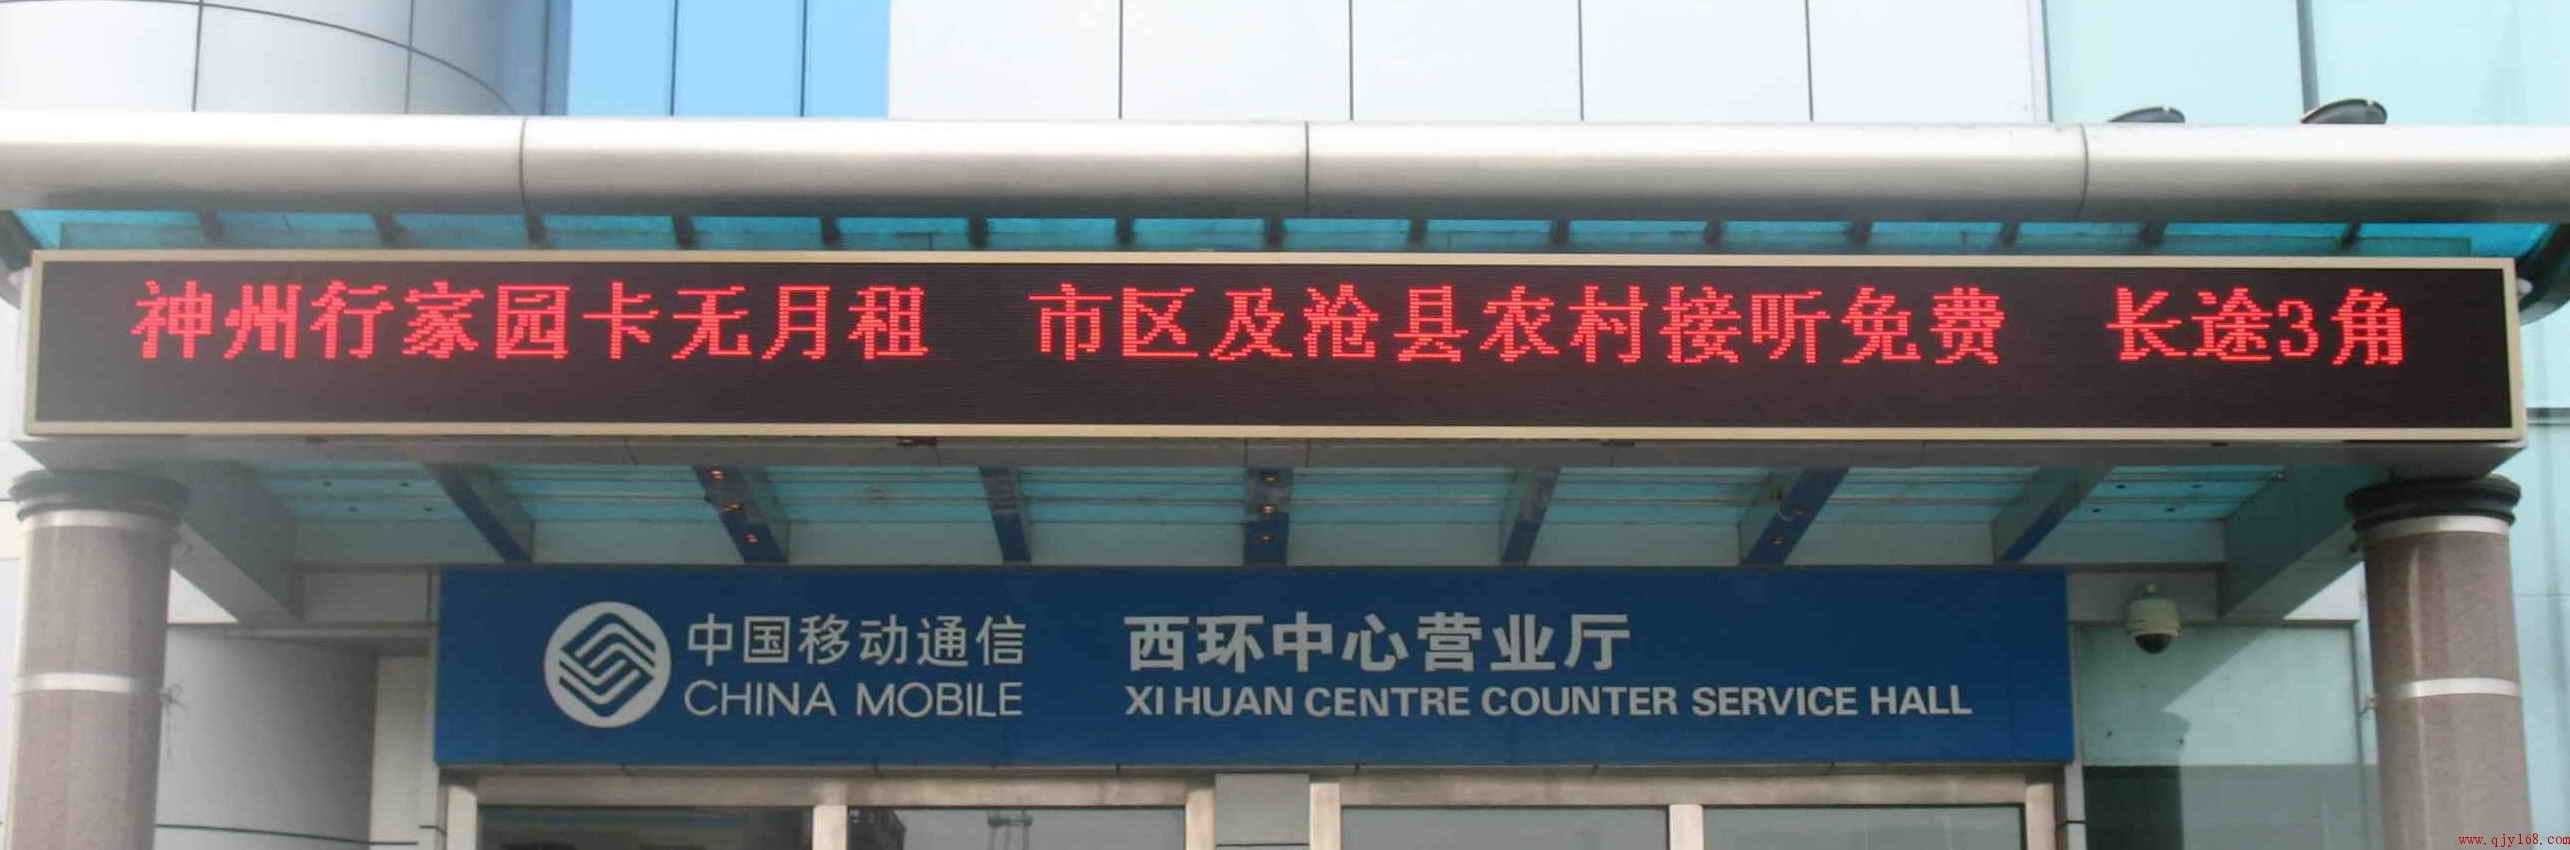 神州行家园卡无月租 市区及沧县农村接听免费 长途3角
中国移动通信 西环中心营业厅
CHINA MOBILE XI HUAN CENTRE COUNTER SERVICE HALL
www.qjy168.com